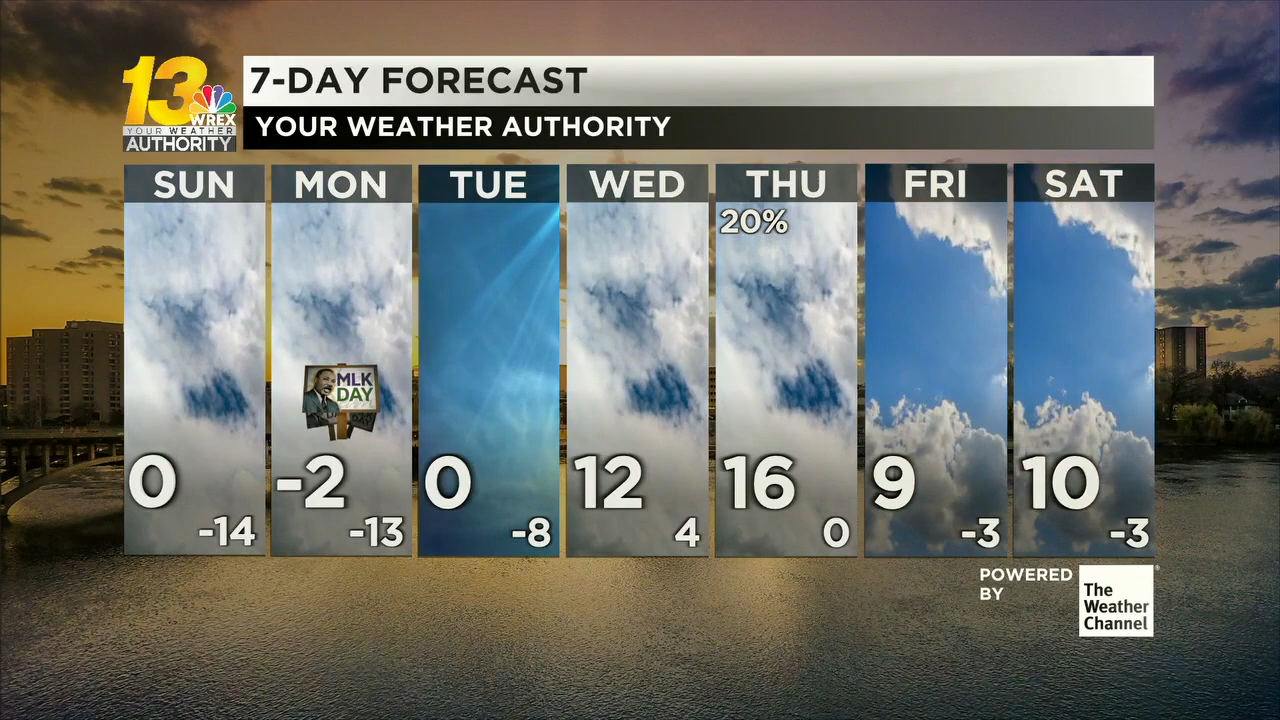 13
WREX
YOUR WEATHER
AUTHORITY
7-DAY FORECAST
YOUR WEATHER AUTHORITY
SUN MON TUE WED THU FRI SAT
20%
MLK
DAY
0 -2 0 12 16 9 10
-14 -13 -8 4 0 -3 -3
POWERED
BY
The
Weather
Channel